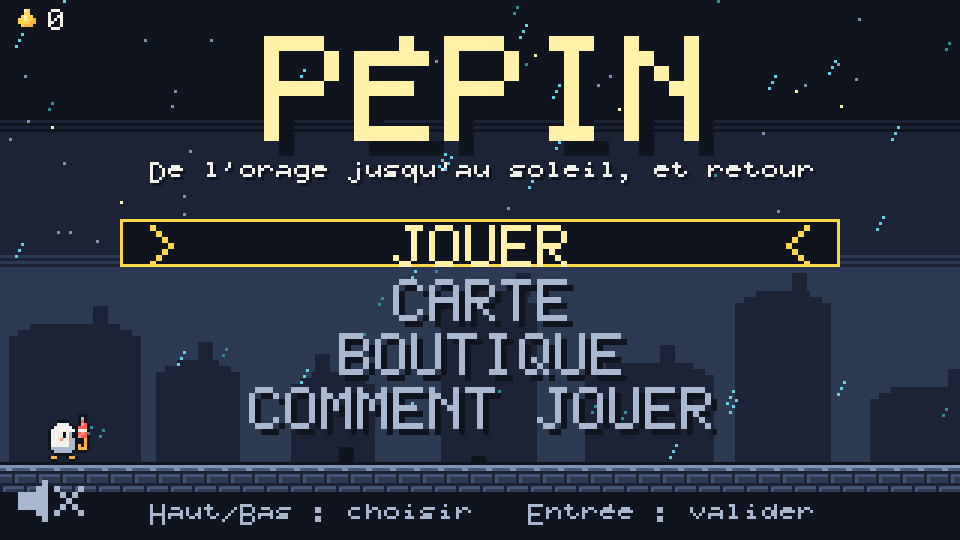 0
PÉPIN
De l'orage jusqu'au soleil, et retour
JOUER
CARTE
BOUTIQUE
COMMENT JOUER
Haut/Bas : choisir Entrée : valider